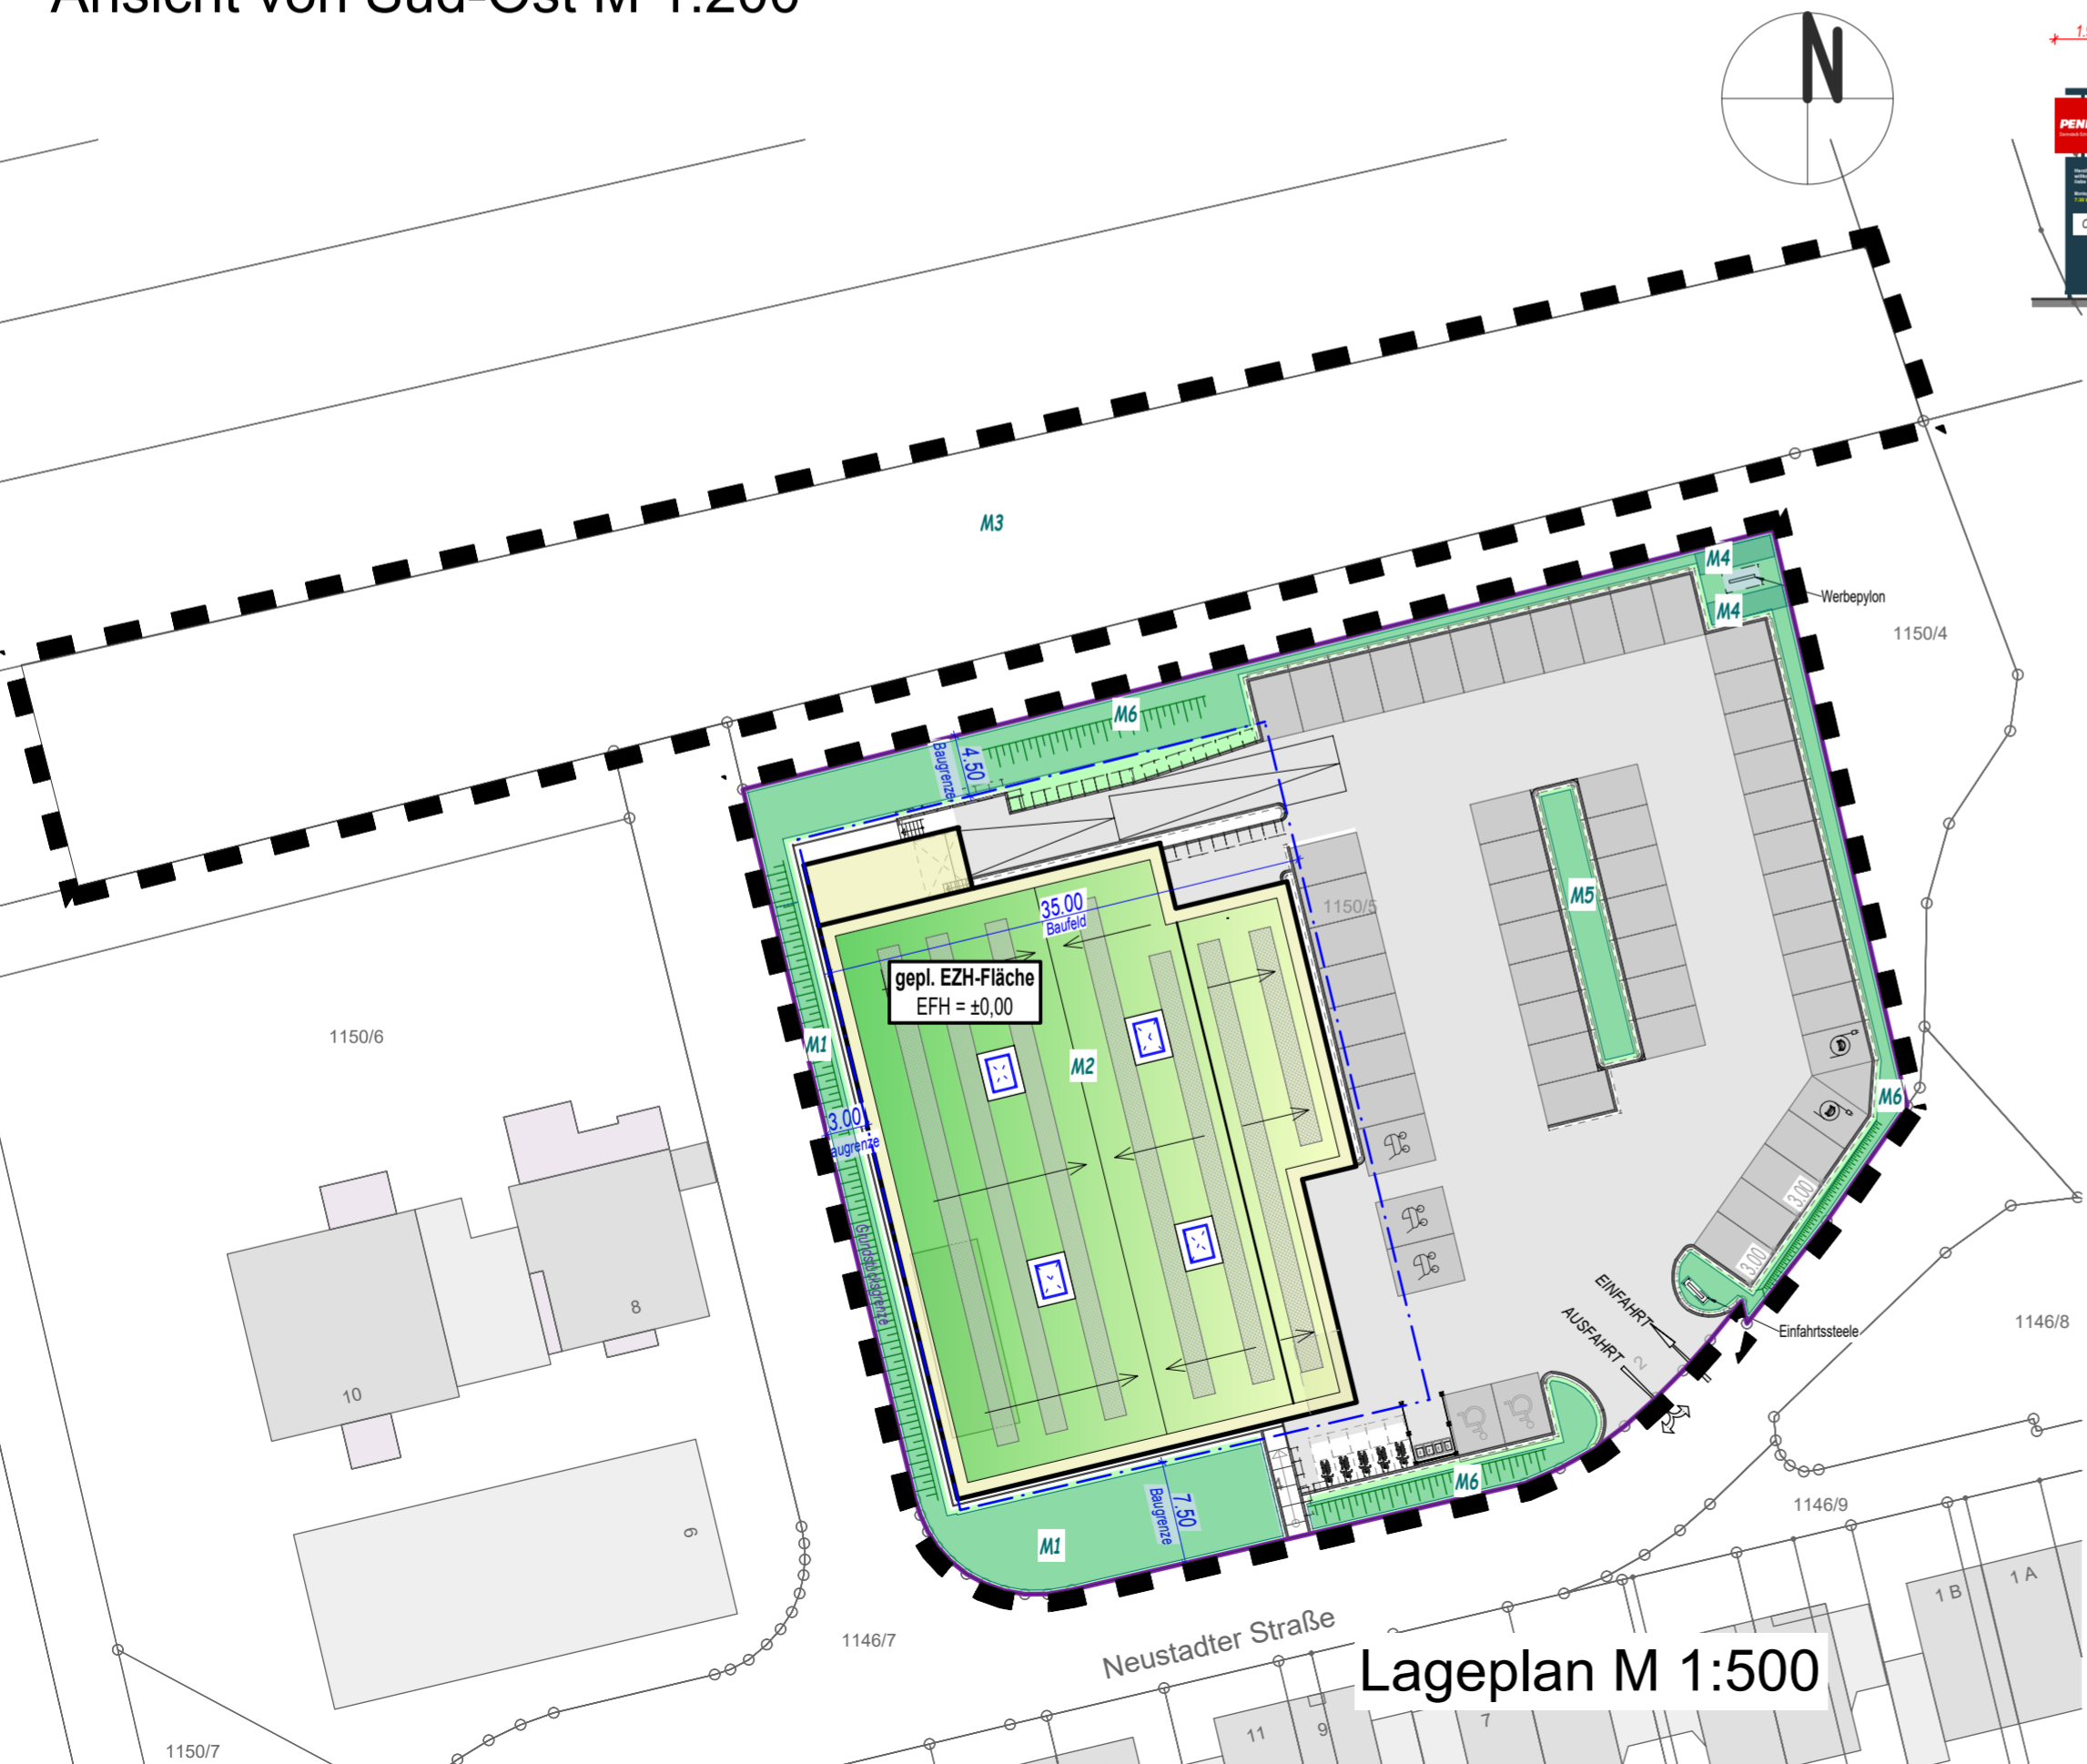 Ansicht von Süd-Ost M 1:200
N
M3
M4
M4
Werbepylon
1150/4
M6
4.50
Baugrenze
35.00
Baufeld
1150/5
M5
gepl. EZH-Fläche
EFH = ±0,00
1150/6
M1
M2
M6
3.00
augrenze
3.00
3.00
Grundstücksgrenze
EINFAHRT
AUSFAHRT
2
Einfahrtssteele
1146/8
8
10
M6
7.50
Baugrenze
M1
6
1146/9
1 B
1 A
1146/7
Neustadter Straße
Lageplan M 1:500
11
9
7
1150/7